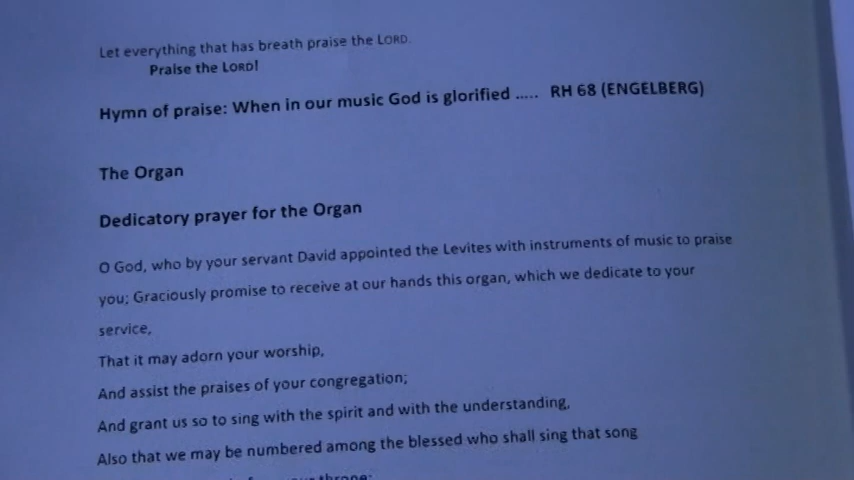 Let everything that has breath praise the LORD.
Praise the LORD!
Hymn of praise: When in our music God is glorified ..... RH 68 (ENGELBERG)
The Organ
Dedicatory prayer for the Organ
O God, who by your servant David appointed the Levites with instruments of music to praise
you; Graciously promise to receive at our hands this organ, which we dedicate to your
service,
That it may adorn your worship,
And assist the praises of your congregation;
And grant us so to sing with the spirit and with the understanding,
Also that we may be numbered among the blessed who shall sing that song
throne: